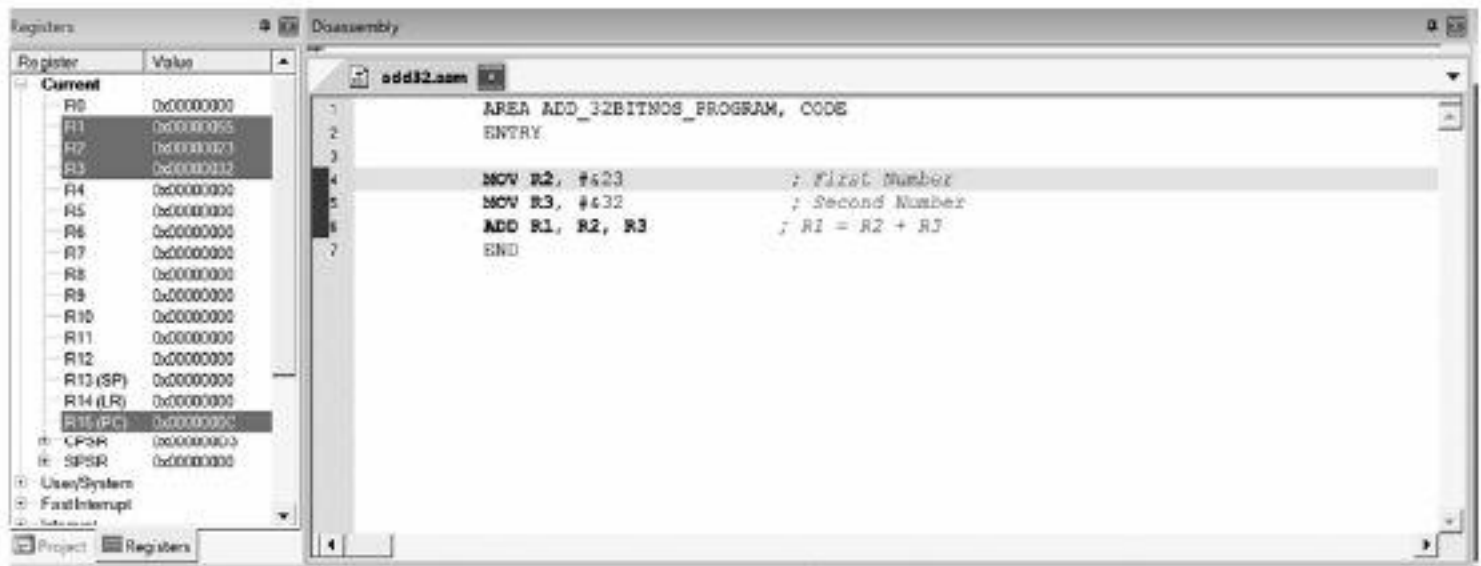 Registers
Register Value
Current
R0 0x00000000
R1 0x00000055
R2 0x00000023
R3 0x00000032
R4 0x00000000
R5 0x00000000
R6 0x00000000
R7 0x00000000
R8 0x00000000
R9 0x00000000
R10 0x00000000
R11 0x00000000
R12 0x00000000
R13 (SP) 0x00000000
R14 (LR) 0x00000000
R15 (PC) 0x0000000C
CPSR 0x000000D3
SPSR 0x00000000
User/System
Fast Interrupt
Interrupt
Project Registers
Disassembly
add32.asm
1 AREA ADD_32BITNOS_PROGRAM, CODE
2 ENTRY
3
4 MOV R2, #&23 ; First Number
5 MOV R3, #&32 ; Second Number
6 ADD R1, R2, R3 ; R1 = R2 + R3
7 END